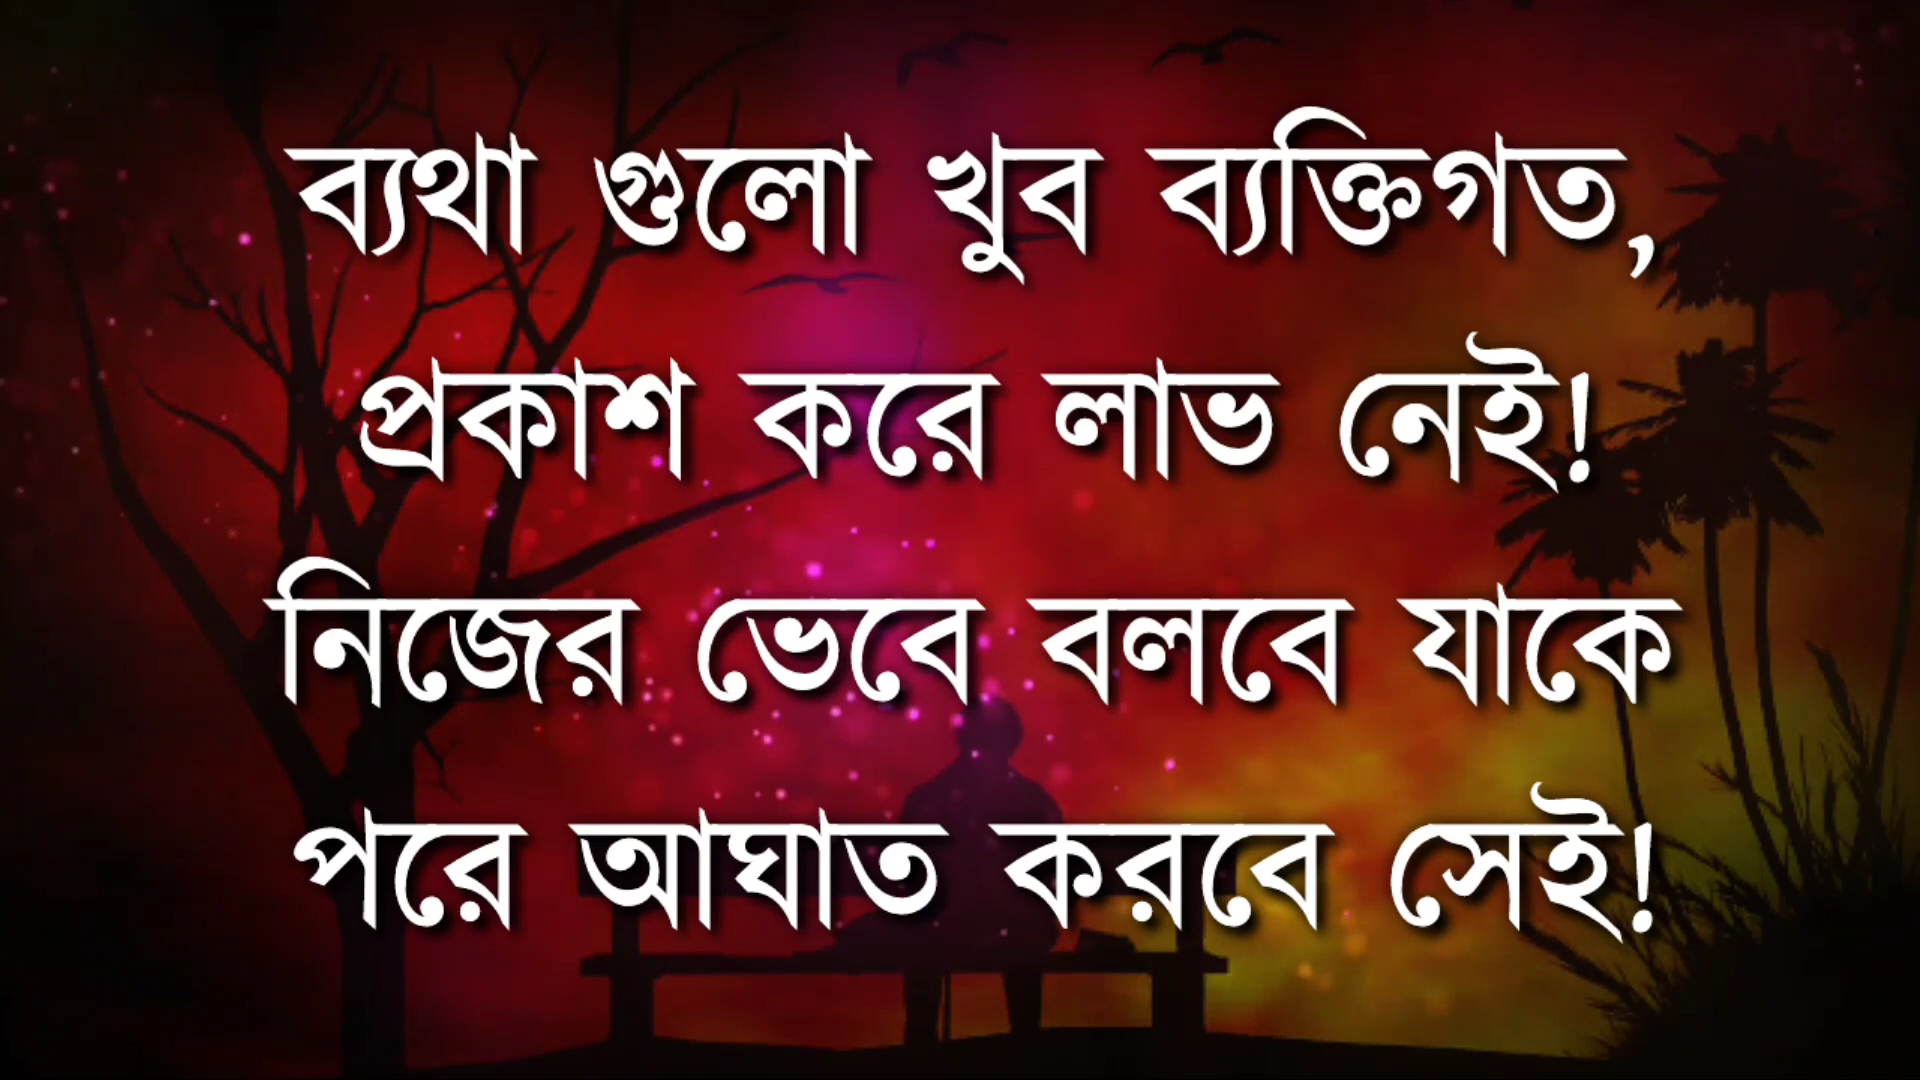 ব্যথা গুলো খুব ব্যক্তিগত,
প্রকাশ করে লাভ নেই!
নিজের ভেবে বলবে যাকে
পরে আঘাত করবে সেই!